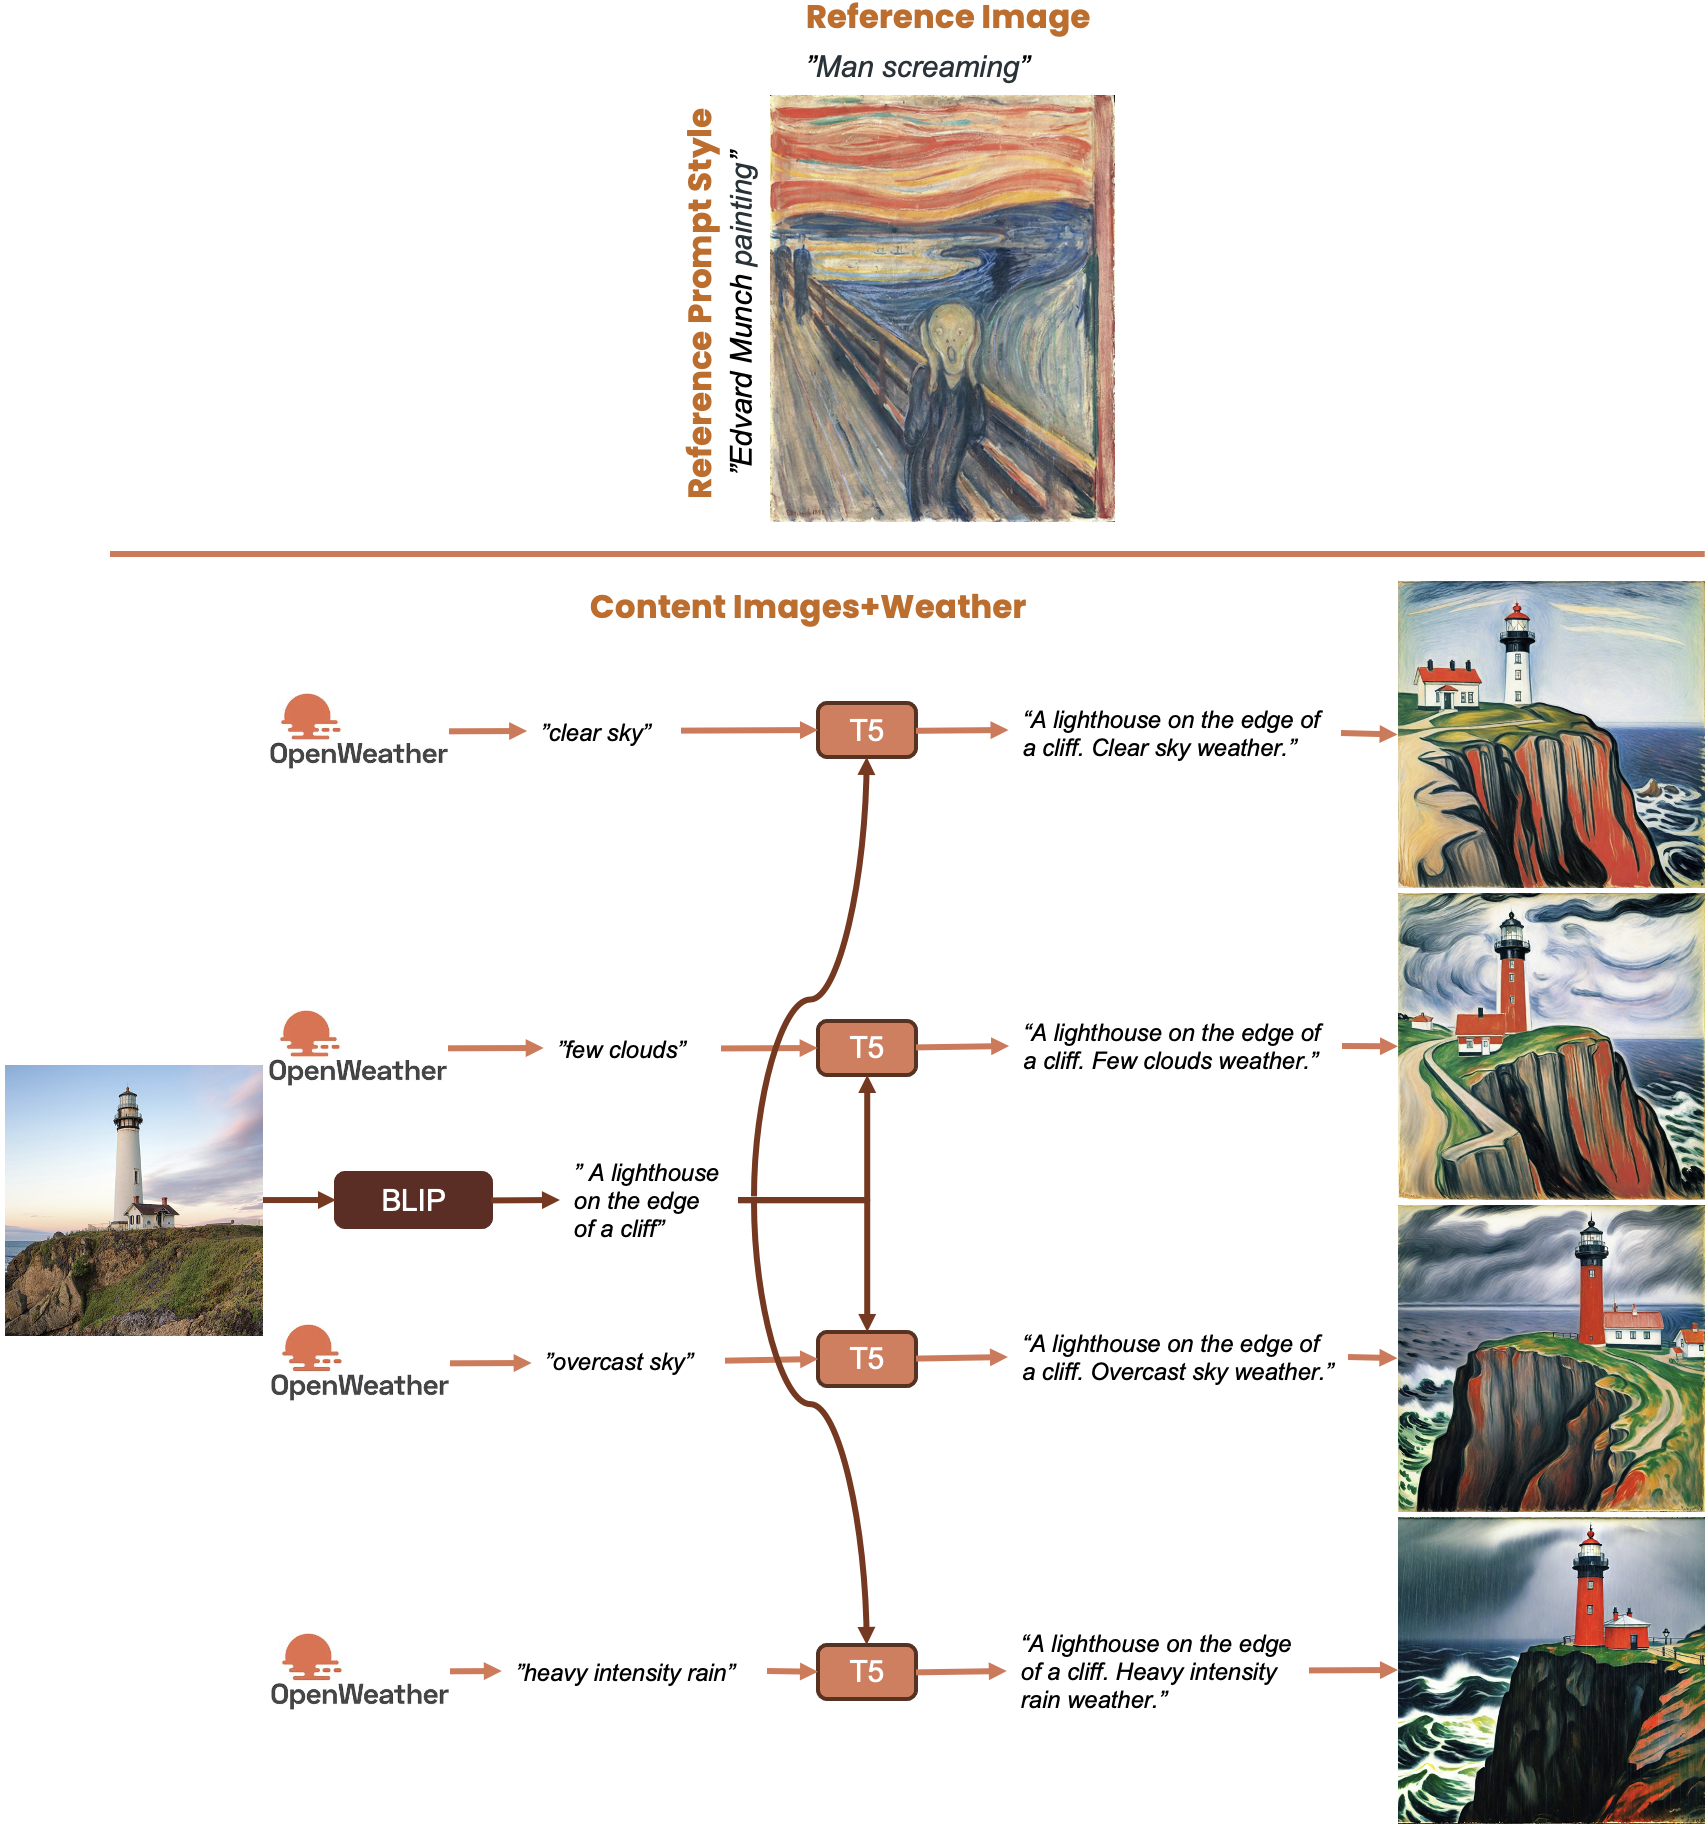 Reference Image
”Man screaming”
Reference Prompt Style
”Edvard Munch painting”
Content Images+Weather
OpenWeather
”clear sky”
T5
“A lighthouse on the edge of
a cliff. Clear sky weather.”
OpenWeather
”few clouds”
T5
“A lighthouse on the edge of
a cliff. Few clouds weather.”
BLIP
” A lighthouse
on the edge
of a cliff”
OpenWeather
”overcast sky”
T5
“A lighthouse on the edge of
a cliff. Overcast sky weather.”
OpenWeather
”heavy intensity rain”
T5
“A lighthouse on the edge
of a cliff. Heavy intensity
rain weather.”